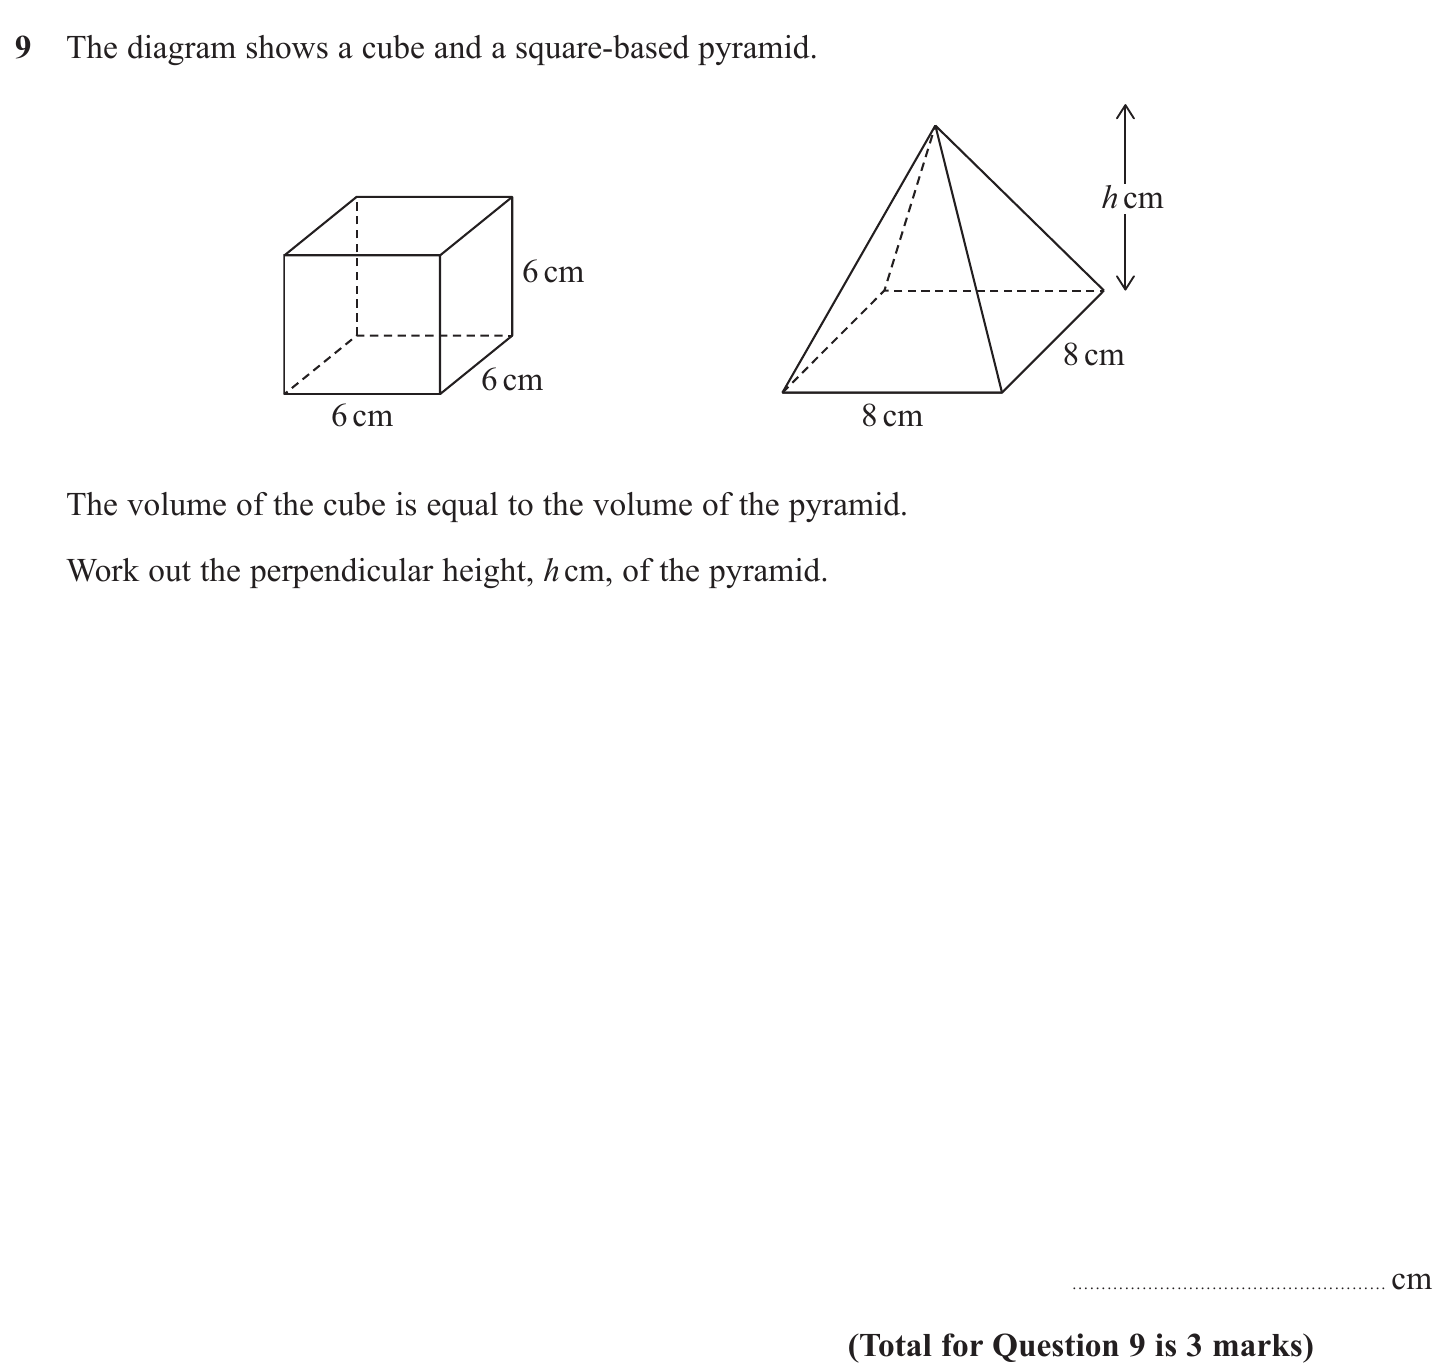 9 The diagram shows a cube and a square-based pyramid.
h cm
6 cm
6 cm
6 cm
8 cm
8 cm
The volume of the cube is equal to the volume of the pyramid.
Work out the perpendicular height, h cm, of the pyramid.
.......................................................... cm
(Total for Question 9 is 3 marks)